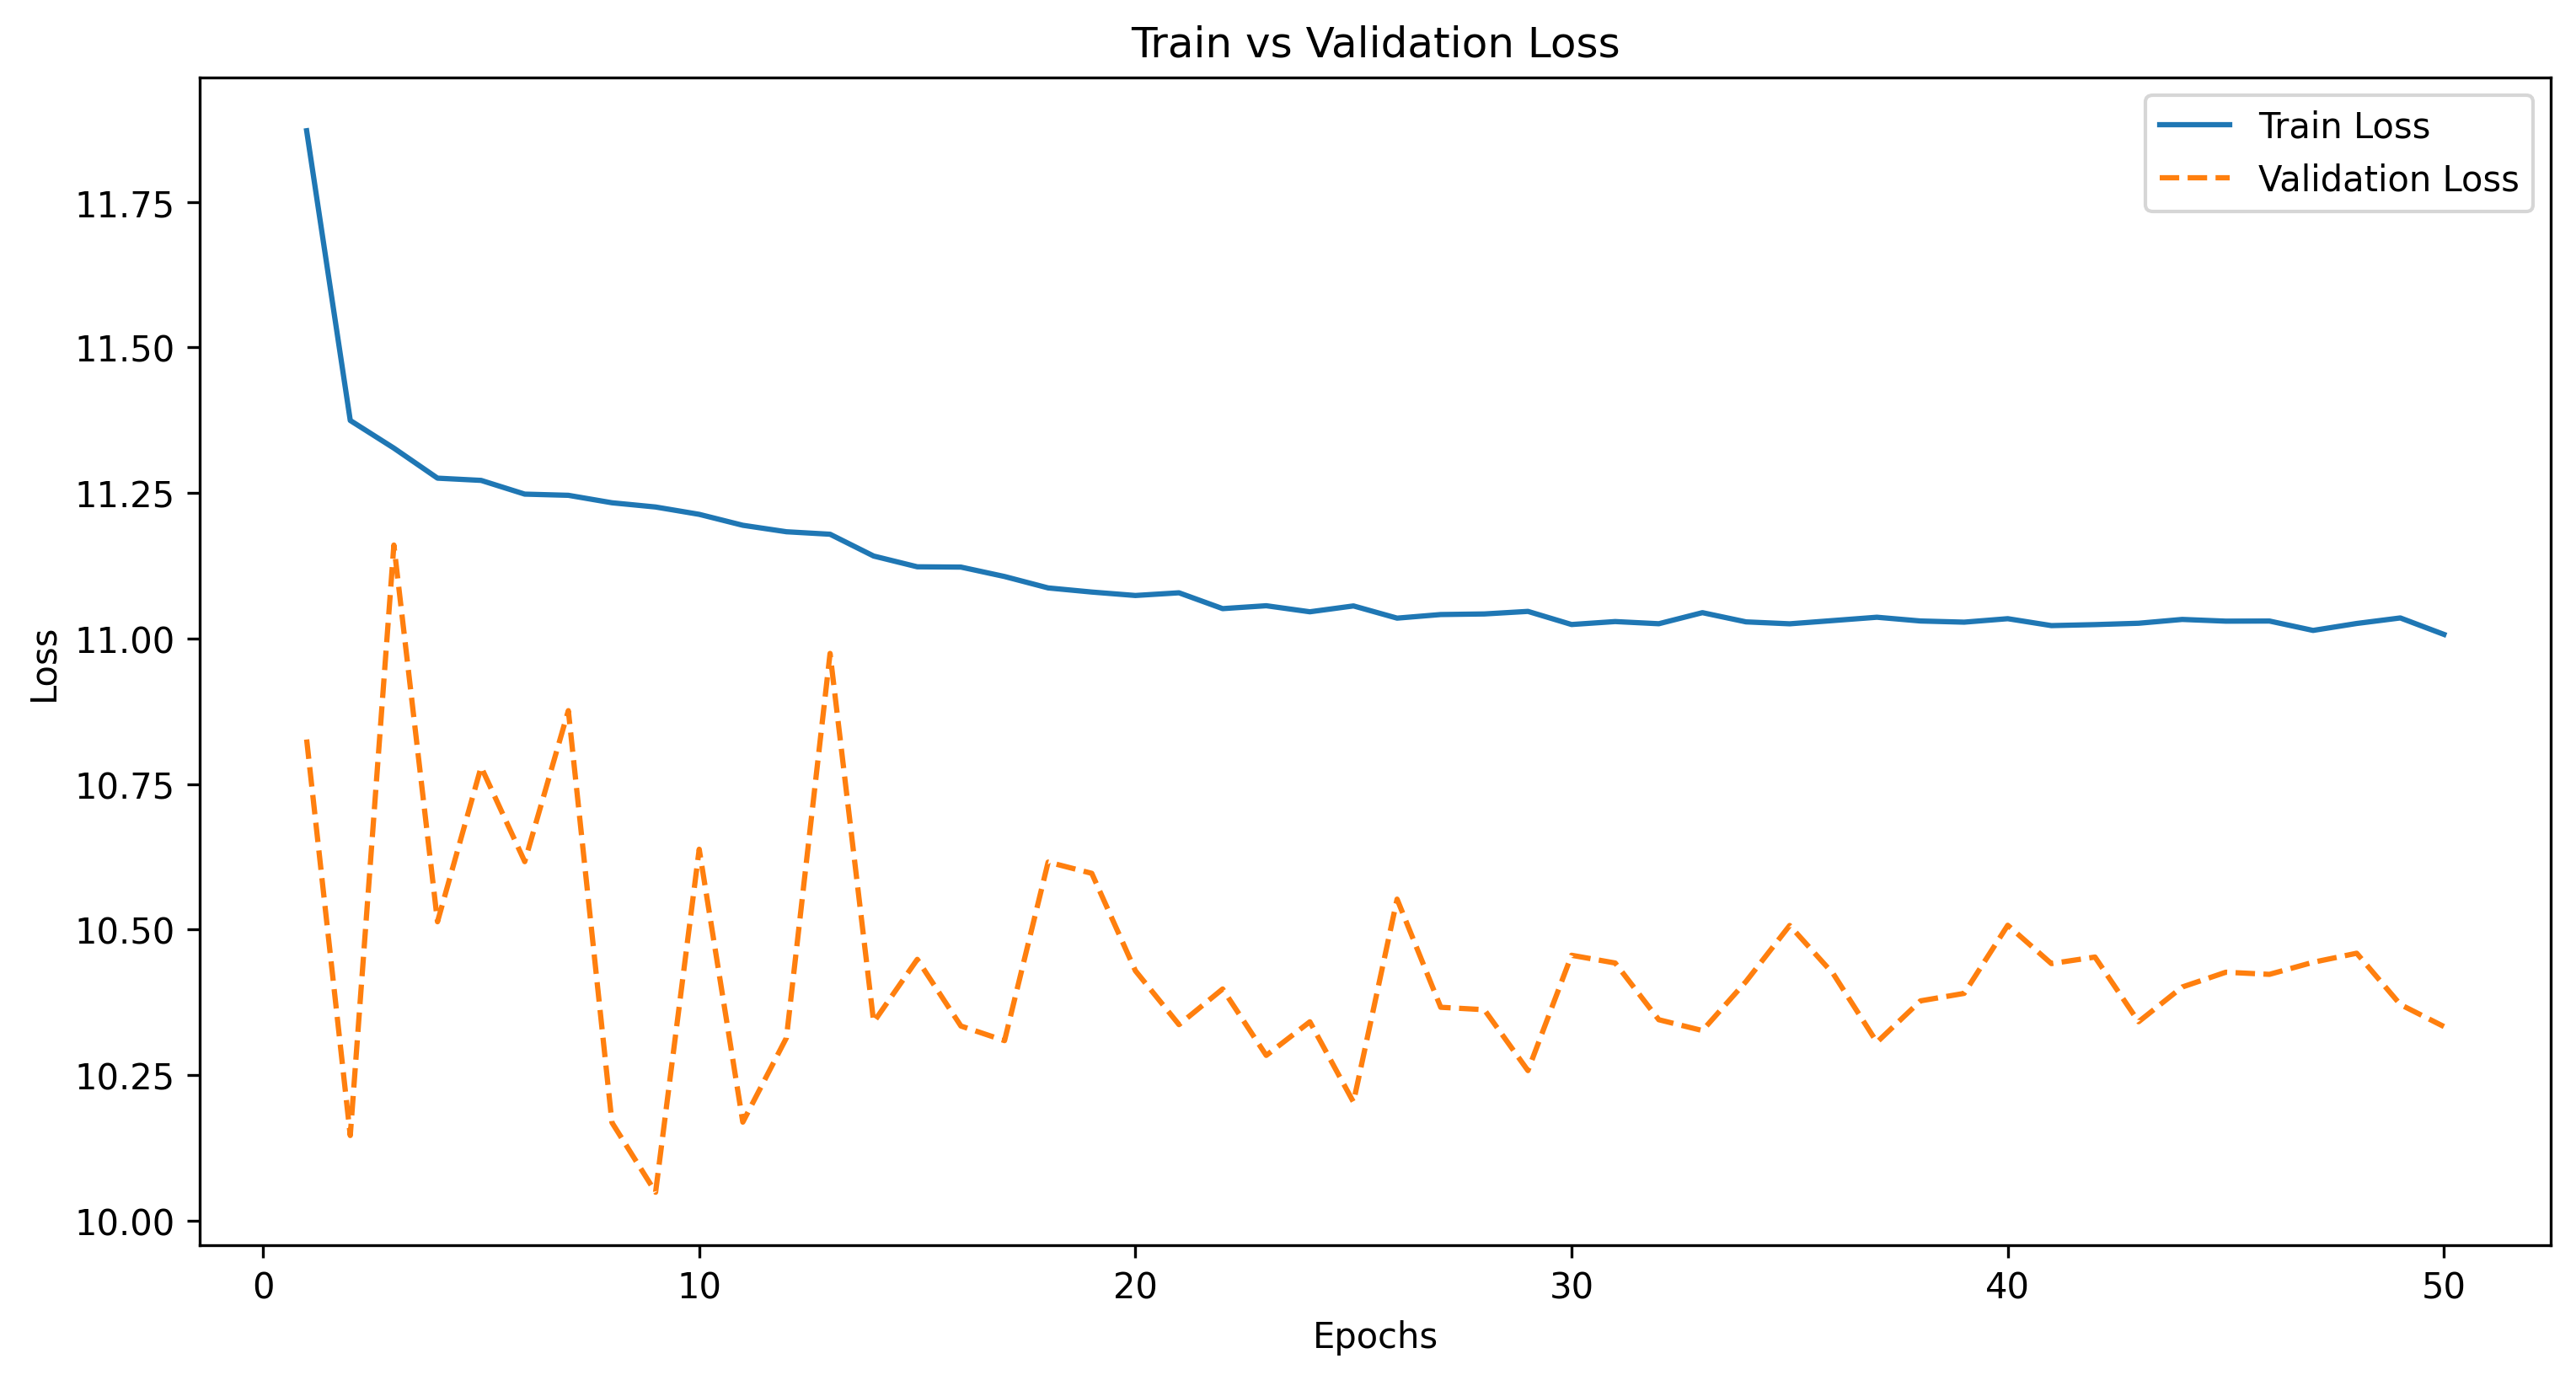 Train vs Validation Loss
Train Loss
Validation Loss
Loss
11.75
11.50
11.25
11.00
10.75
10.50
10.25
10.00
0 10 20 30 40 50
Epochs